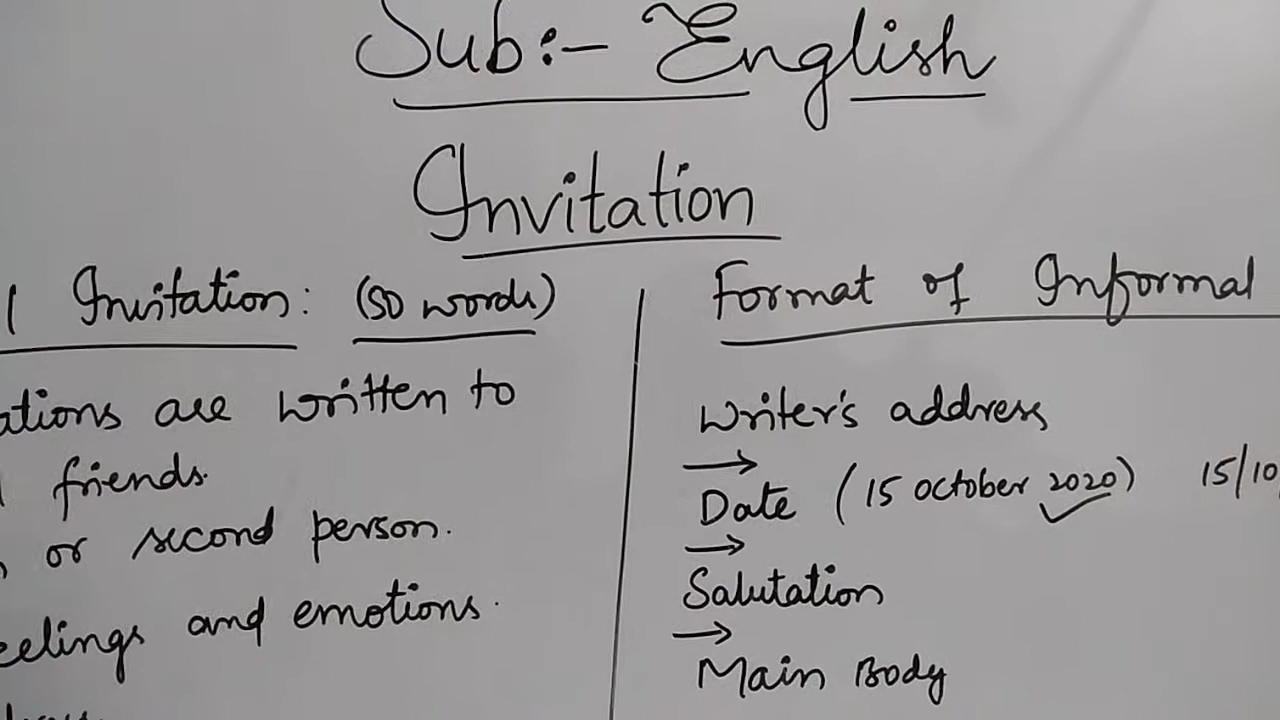 Sub:- English
Invitation
l Invitation: (50 words)
ations are written to
friends.
or second person.
eelings and emotions.
Format of Informal
Writer's address
→
Date (15 October 2020) ✓ 15/10
→
Salutation
→
Main Body